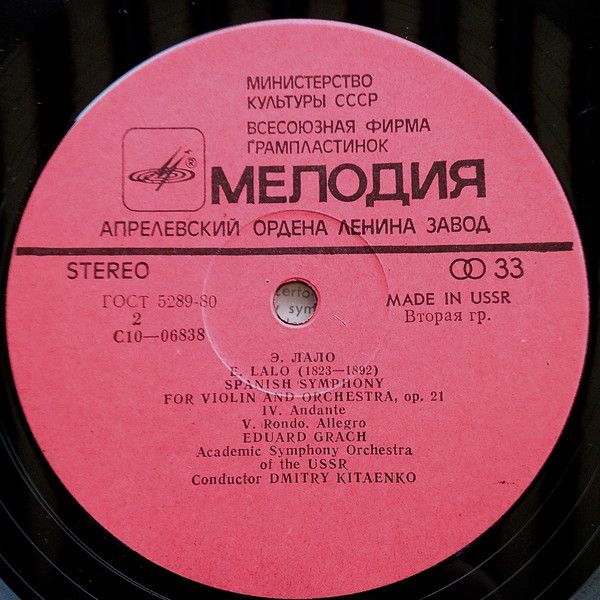 МИНИСТЕРСТВО
КУЛЬТУРЫ СССР
ВСЕСОЮЗНАЯ ФИРМА
ГРАМПЛАСТИНОК
®
МЕЛОДИЯ
АПРЕЛЕВСКИЙ ОРДЕНА ЛЕНИНА ЗАВОД
STEREO
33
ГОСТ 5289-80
MADE IN USSR
2
Вторая гр.
С10—06838
Э. ЛАЛО
E. LALO (1823—1892)
SPANISH SYMPHONY
FOR VIOLIN AND ORCHESTRA, op. 21
IV. Andante
V. Rondo. Allegro
EDUARD GRACH
Academic Symphony Orchestra
of the USSR
Conductor DMITRY KITAENKO